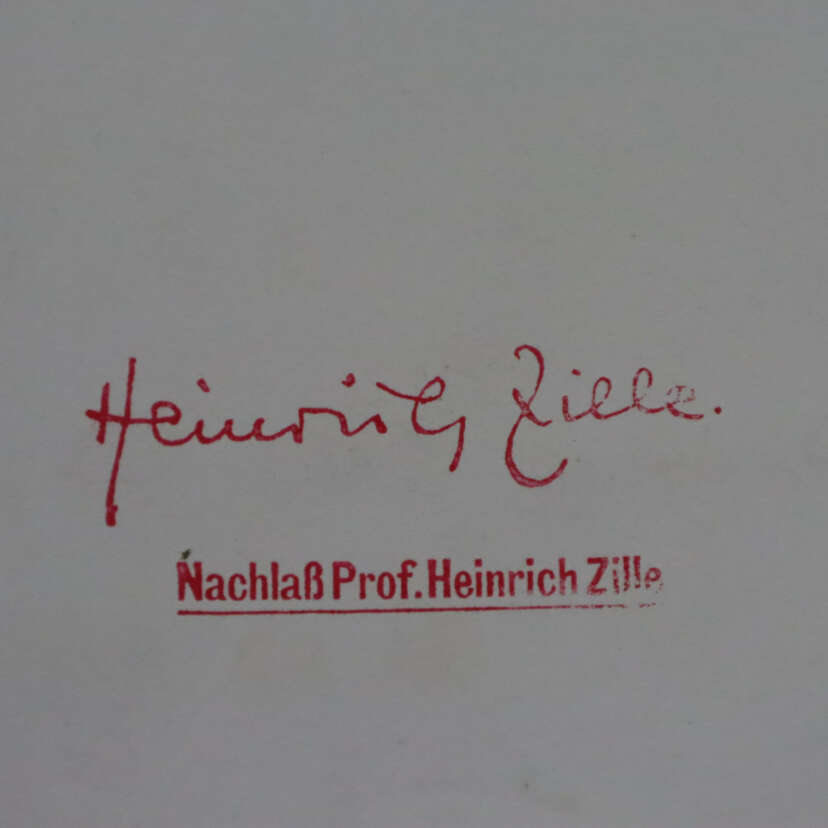 Heinrich Zille.
Nachlaß Prof. Heinrich Zille